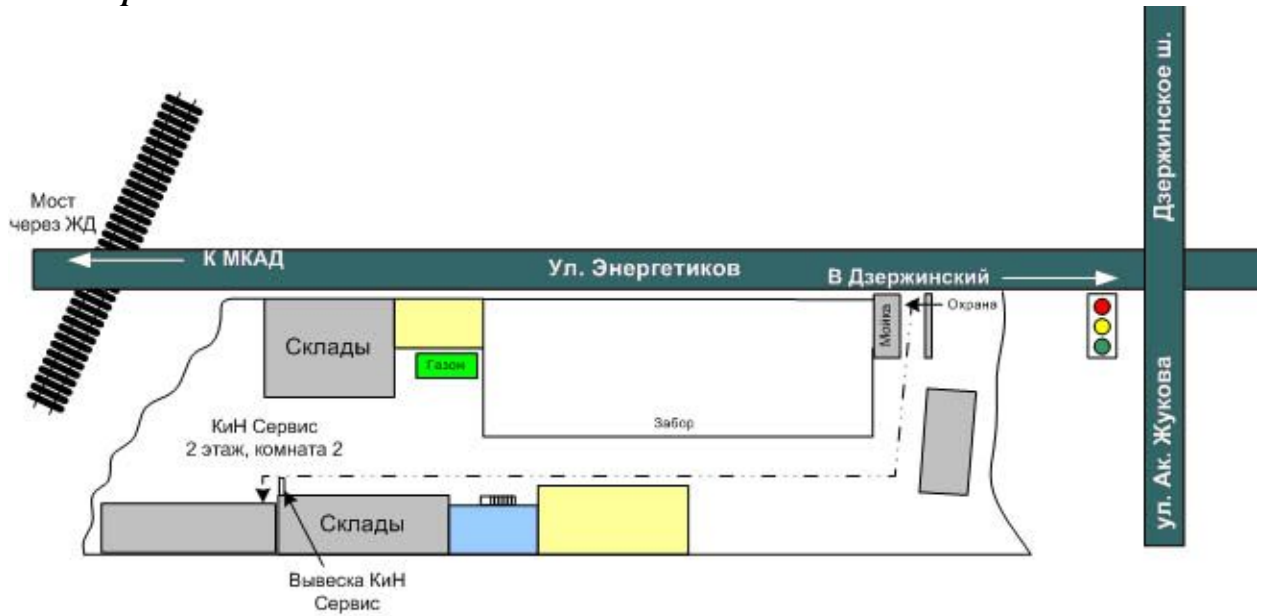 Дзержинское ш.
Мост
через ЖД
К МКАД
Ул. Энергетиков
В Дзержинский
Мойка
Охрана
Склады
Газон
Забор
КиН Сервис
2 этаж, комната 2
ул. Ак. Жукова
Склады
Вывеска КиН
Сервис